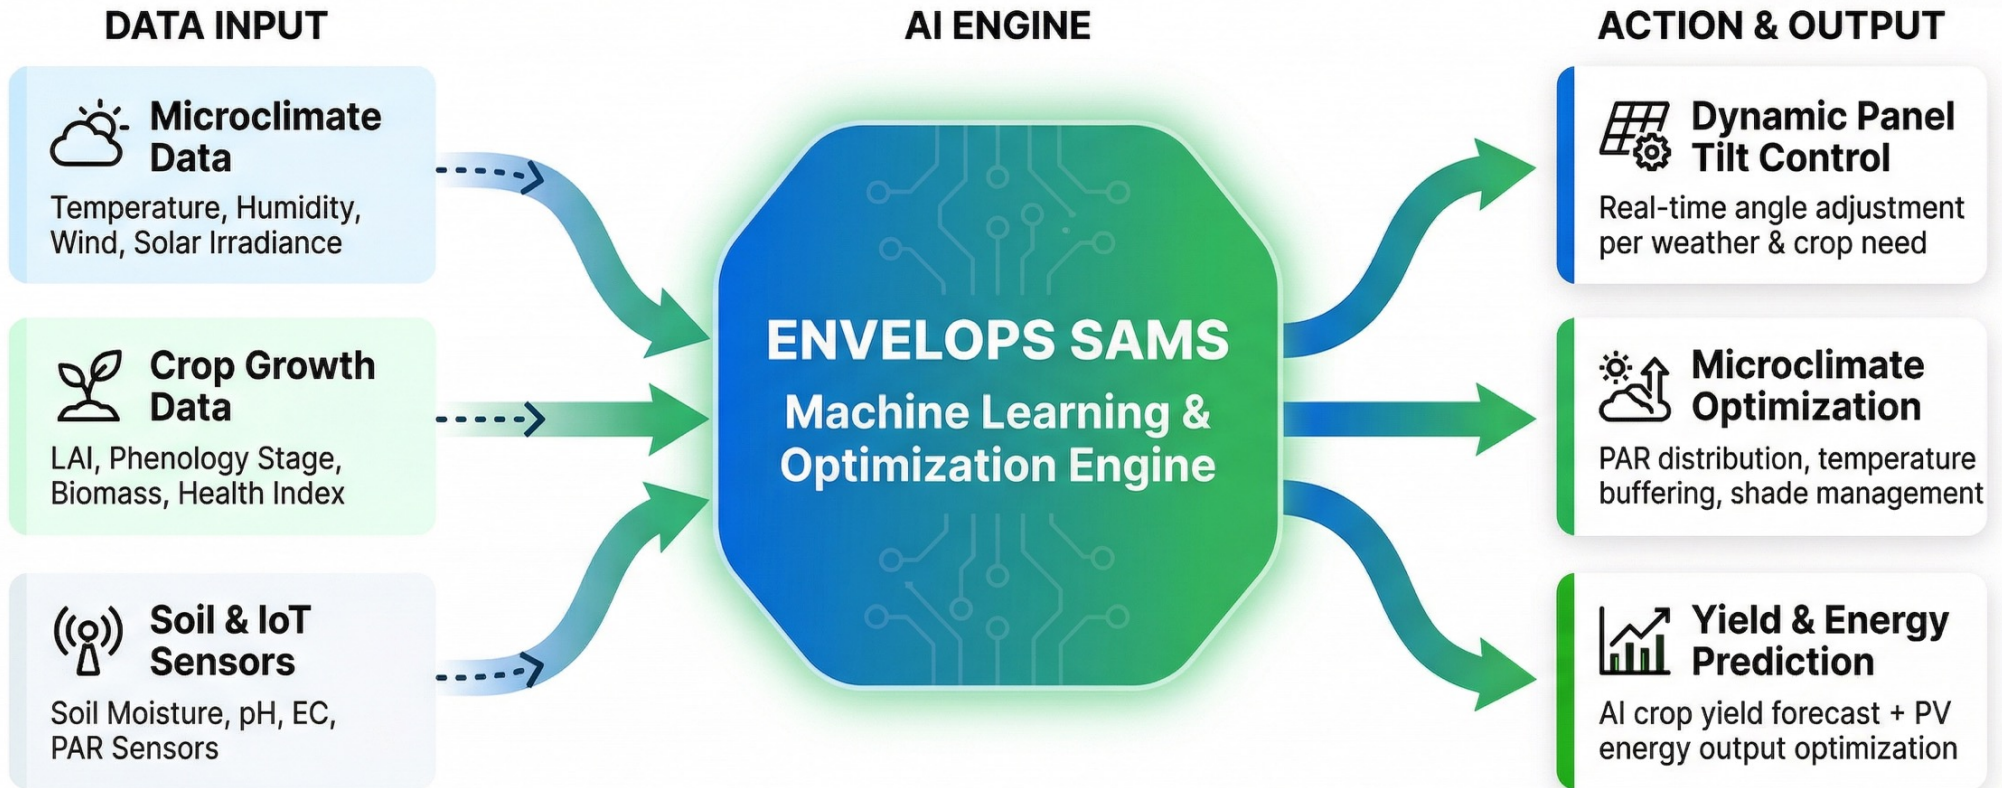 DATA INPUT
Microclimate
Data
Temperature, Humidity,
Wind, Solar Irradiance
Crop Growth
Data
LAI, Phenology Stage,
Biomass, Health Index
Soil & IoT
Sensors
Soil Moisture, pH, EC,
PAR Sensors
AI ENGINE
ENVELOPS SAMS
Machine Learning &
Optimization Engine
ACTION & OUTPUT
Dynamic Panel
Tilt Control
Real-time angle adjustment
per weather & crop need
Microclimate
Optimization
PAR distribution, temperature
buffering, shade management
Yield & Energy
Prediction
AI crop yield forecast + PV
energy output optimization